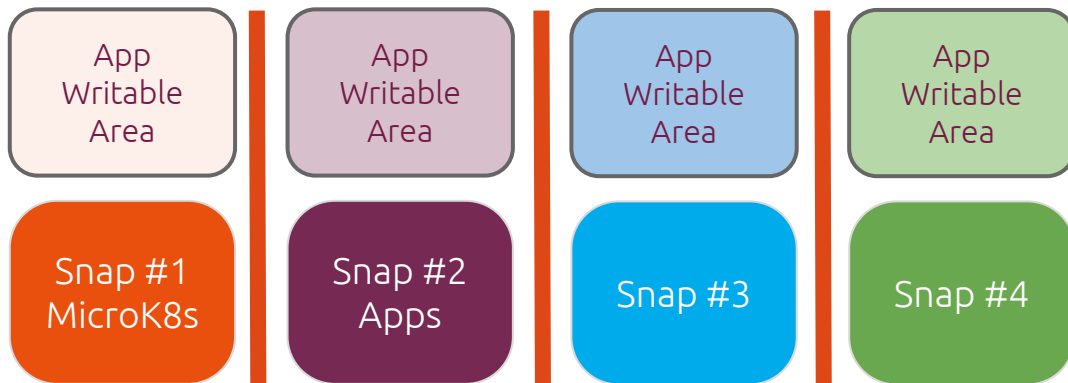 App
Writable
Area
App
Writable
Area
App
Writable
Area
App
Writable
Area
Snap #1
MicroK8s
Snap #2
Apps
Snap #3
Snap #4